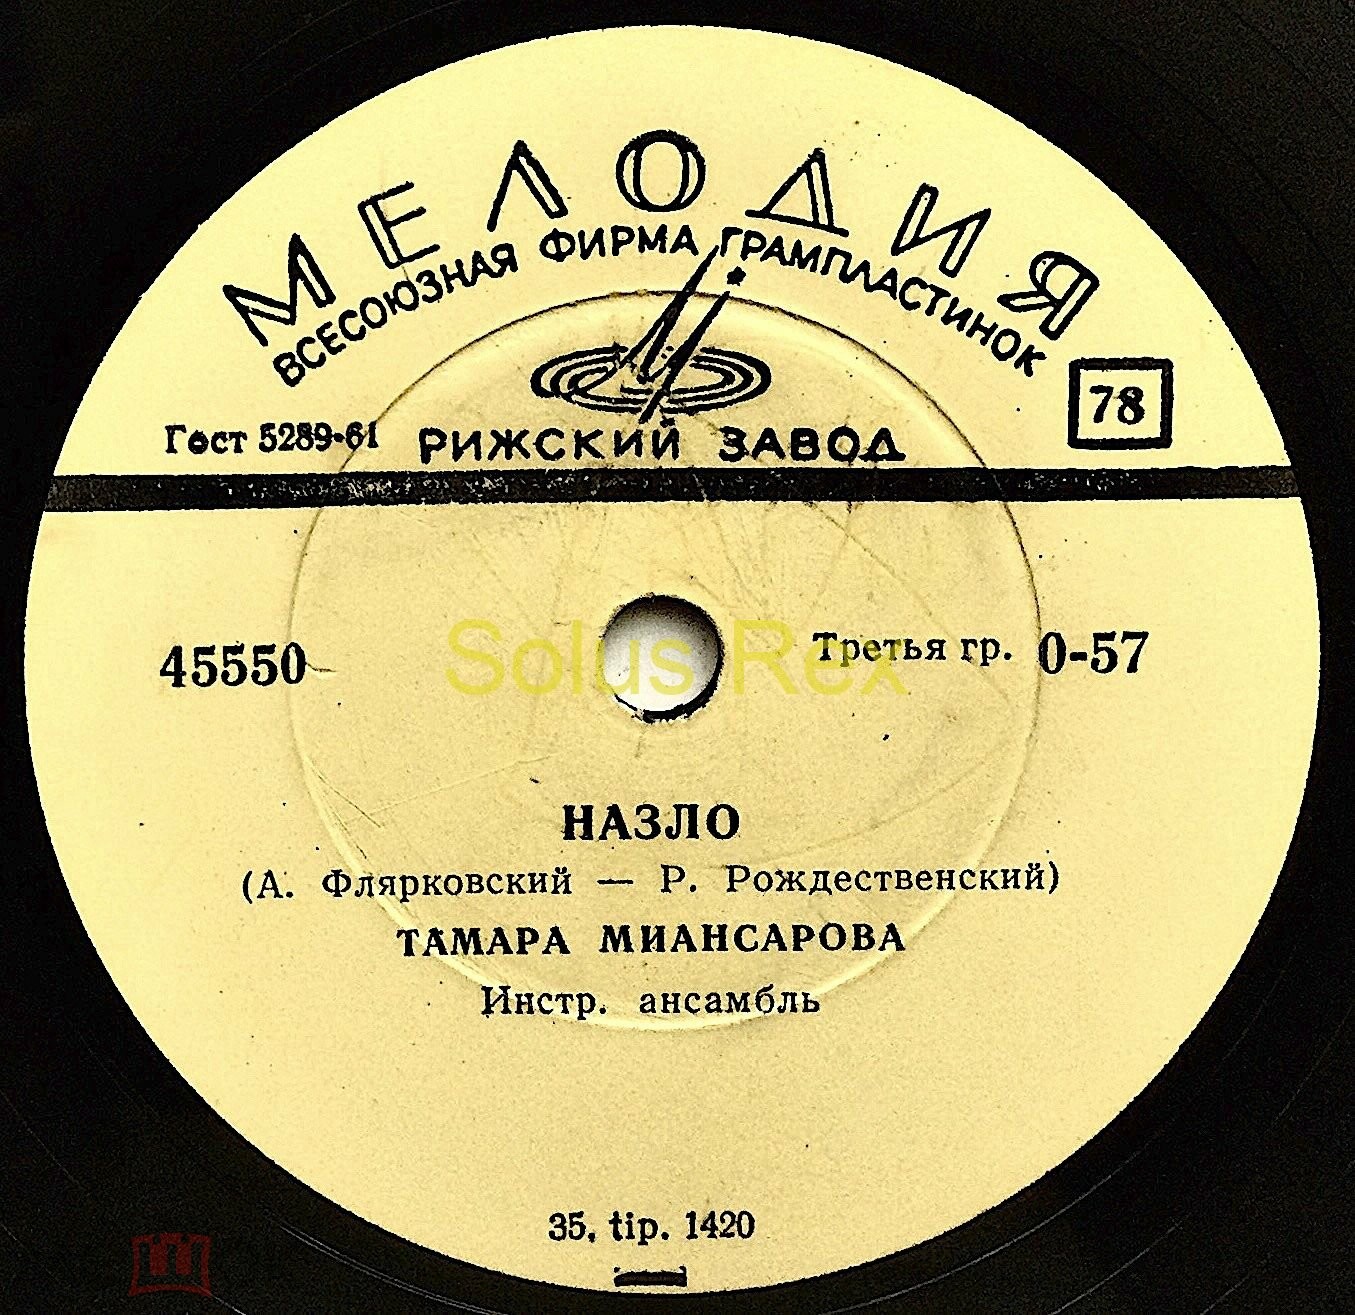 МЕЛОДИЯ
ВСЕСОЮЗНАЯ ФИРМА ГРАМПЛАСТИНОК
78
Гост 5289-61
РИЖСКИЙ ЗАВОД
45550
Третья гр. 0-57
Solus Rex
НАЗЛО
(А. Флярковский — Р. Рождественский)
ТАМАРА МИАНСАРОВА
Инстр. ансамбль
35. tip. 1420